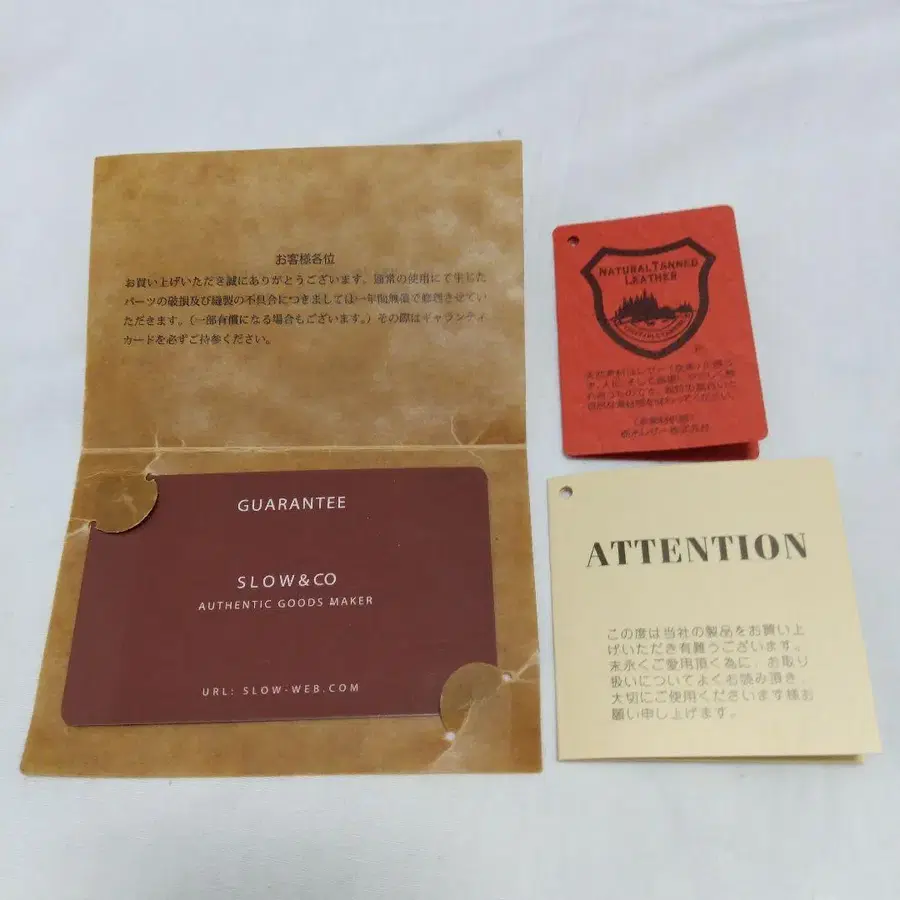 お客様各位
お買い上げいただき誠にありがとうございます。通常の使用にて生じた
パーツの破損及び縫製の不具合につきましては一年間無償で修理させてい
ただきます。(一部有償になる場合もございます。)その際はギャランティ
カードを必ずご持参ください。
GUARANTEE
SLOW&CO
AUTHENTIC GOODS MAKER
URL: SLOW-WEB.COM
NATURAL TANNED
LEATHER
栃木レザー株式会社
ATTENTION
この度は当社の製品をお買い上
げいただき有難うございます。
末永くご愛用頂く為に、お取り
扱いについてよくお読み頂き、
大切にご使用くださいます様お
願い申し上げます。